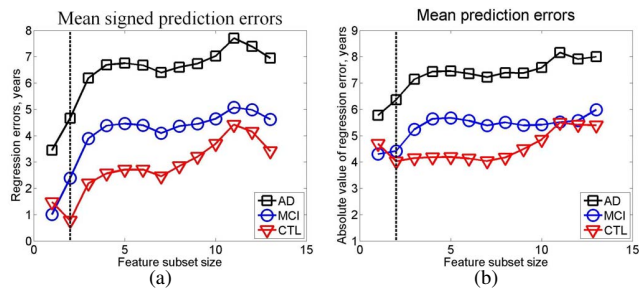 Mean signed prediction errors
Regression errors, years
8
7
6
5
4
3
2
1
0
0
5
10
15
Feature subset size
AD
MCI
CTL
(a)
Mean prediction errors
Absolute value of regression error, years
9
8
7
6
5
4
3
2
1
0
5
10
15
Feature subset size
AD
MCI
CTL
(b)